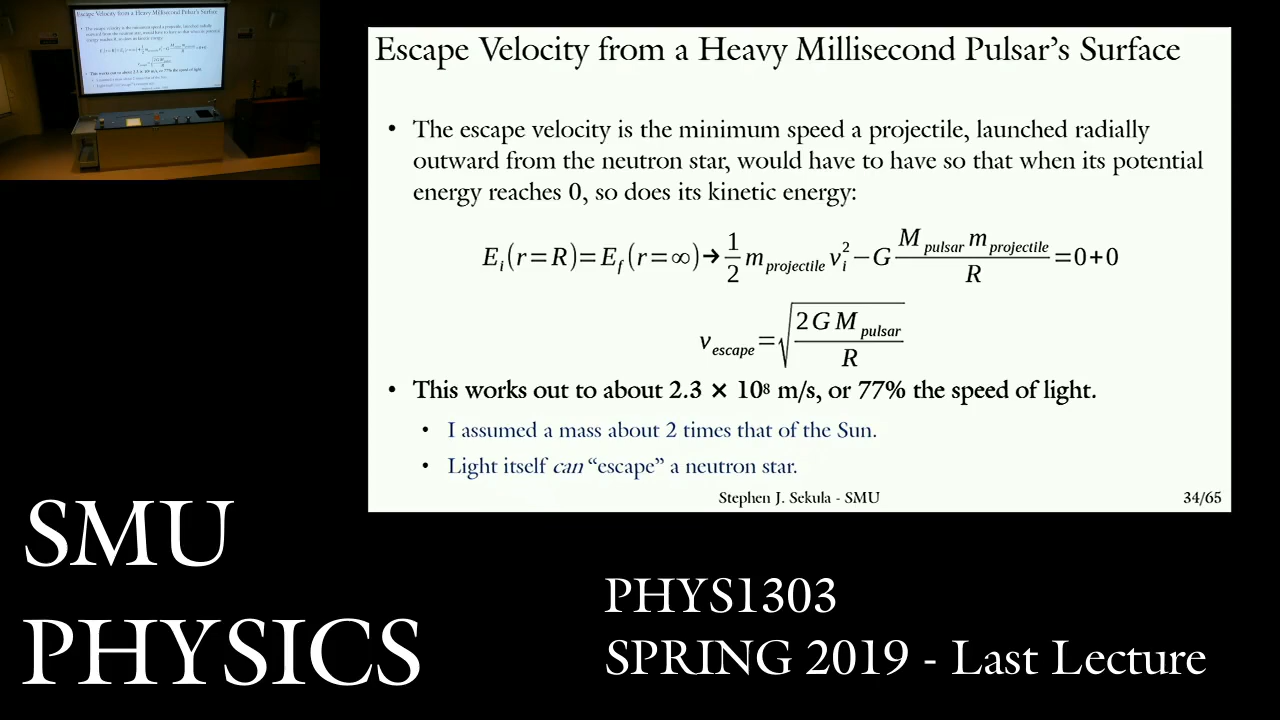 Escape Velocity from a Heavy Millisecond Pulsar's Surface
• The escape velocity is the minimum speed a projectile, launched radially
outward from the neutron star, would have to have so that when its potential
energy reaches 0, so does its kinetic energy:
E_i(r=R)=E_f(r=∞)→ 1/2 m_projectile v_i^2 − G M_pulsar m_projectile / R =0+0
v_escape = √(2 G M_pulsar / R)
• This works out to about 2.3 × 10⁸ m/s, or 77% the speed of light.
• I assumed a mass about 2 times that of the Sun.
• Light itself can “escape” a neutron star.
Stephen J. Sekula - SMU
34/65
SMU
PHYSICS
PHYS1303
SPRING 2019 - Last Lecture